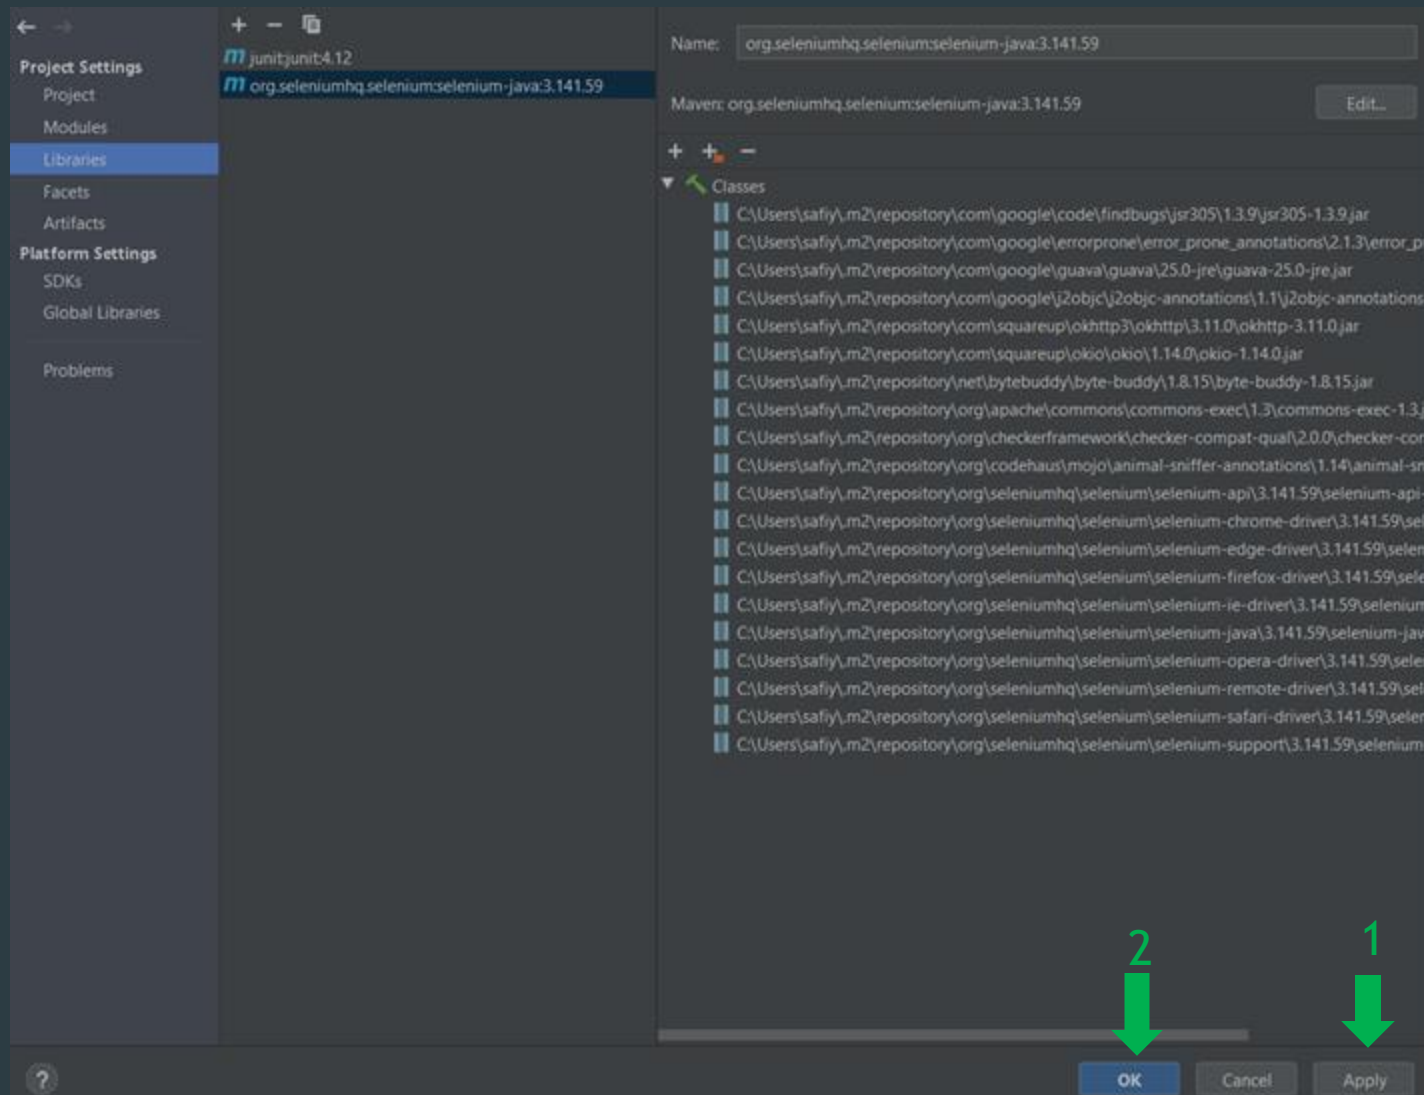 Project Settings
Project
Modules
Libraries
Facets
Artifacts
Platform Settings
SDKs
Global Libraries
Problems
junit:junit:4.12
org.seleniumhq.selenium:selenium-java:3.141.59
Name: org.seleniumhq.selenium:selenium-java:3.141.59
Maven: org.seleniumhq.selenium:selenium-java:3.141.59 Edit...
Classes
C:\Users\safiy\.m2\repository\com\google\code\findbugs\jsr305\1.3.9\jsr305-1.3.9.jar
C:\Users\safiy\.m2\repository\com\google\errorprone\error_prone_annotations\2.1.3\error_p
C:\Users\safiy\.m2\repository\com\google\guava\guava\25.0-jre\guava-25.0-jre.jar
C:\Users\safiy\.m2\repository\com\google\j2objc\j2objc-annotations\1.1\j2objc-annotations
C:\Users\safiy\.m2\repository\com\squareup\okhttp3\okhttp\3.11.0\okhttp-3.11.0.jar
C:\Users\safiy\.m2\repository\com\squareup\okio\okio\1.14.0\okio-1.14.0.jar
C:\Users\safiy\.m2\repository\net\bytebuddy\byte-buddy\1.8.15\byte-buddy-1.8.15.jar
C:\Users\safiy\.m2\repository\org\apache\commons\commons-exec\1.3\commons-exec-1.3.j
C:\Users\safiy\.m2\repository\org\checkerframework\checker-compat-qual\2.0.0\checker-com
C:\Users\safiy\.m2\repository\org\codehaus\mojo\animal-sniffer-annotations\1.14\animal-sn
C:\Users\safiy\.m2\repository\org\seleniumhq\selenium\selenium-api\3.141.59\selenium-api-
C:\Users\safiy\.m2\repository\org\seleniumhq\selenium\selenium-chrome-driver\3.141.59\se
C:\Users\safiy\.m2\repository\org\seleniumhq\selenium\selenium-edge-driver\3.141.59\selen
C:\Users\safiy\.m2\repository\org\seleniumhq\selenium\selenium-firefox-driver\3.141.59\sele
C:\Users\safiy\.m2\repository\org\seleniumhq\selenium\selenium-ie-driver\3.141.59\selenium
C:\Users\safiy\.m2\repository\org\seleniumhq\selenium\selenium-java\3.141.59\selenium-jav
C:\Users\safiy\.m2\repository\org\seleniumhq\selenium\selenium-opera-driver\3.141.59\sele
C:\Users\safiy\.m2\repository\org\seleniumhq\selenium\selenium-remote-driver\3.141.59\sel
C:\Users\safiy\.m2\repository\org\seleniumhq\selenium\selenium-safari-driver\3.141.59\selen
C:\Users\safiy\.m2\repository\org\seleniumhq\selenium\selenium-support\3.141.59\selenium
2 1
? OK Cancel Apply